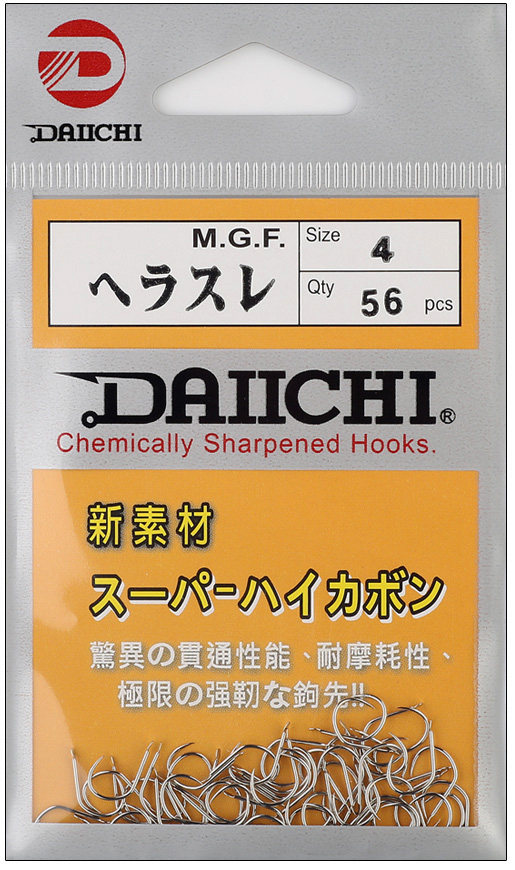 DAIICHI
M.G.F.
ヘラスレ
Size 4
Qty 56 pcs
DAIICHI®
Chemically Sharpened Hooks.
新素材
スーパーハイカボン
驚異の貫通性能、耐摩耗性、
極限の强靭な鉤先!!